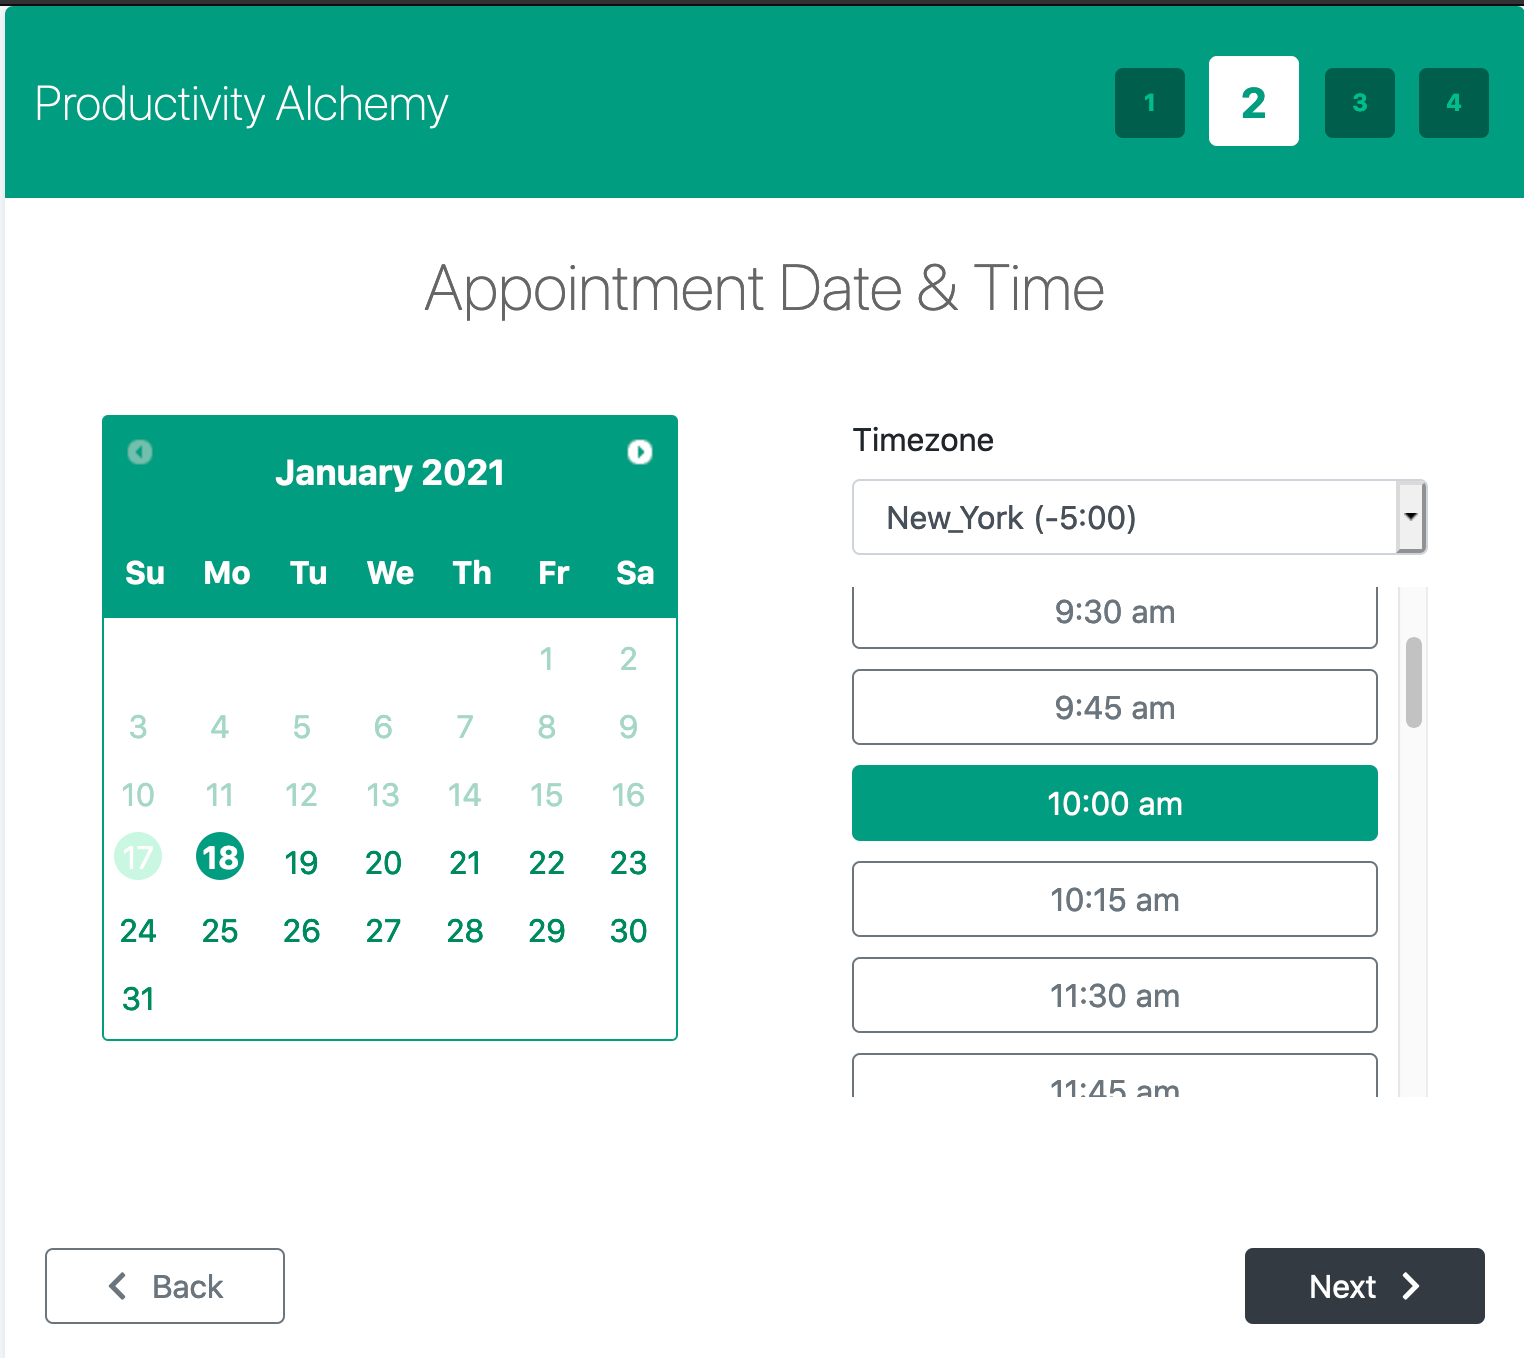 Productivity Alchemy
1 2 3 4
Appointment Date & Time
January 2021
Su Mo Tu We Th Fr Sa
1 2
3 4 5 6 7 8 9
10 11 12 13 14 15 16
17 18 19 20 21 22 23
24 25 26 27 28 29 30
31
Timezone
New_York (-5:00)
9:30 am
9:45 am
10:00 am
10:15 am
11:30 am
11:45 am
Back
Next